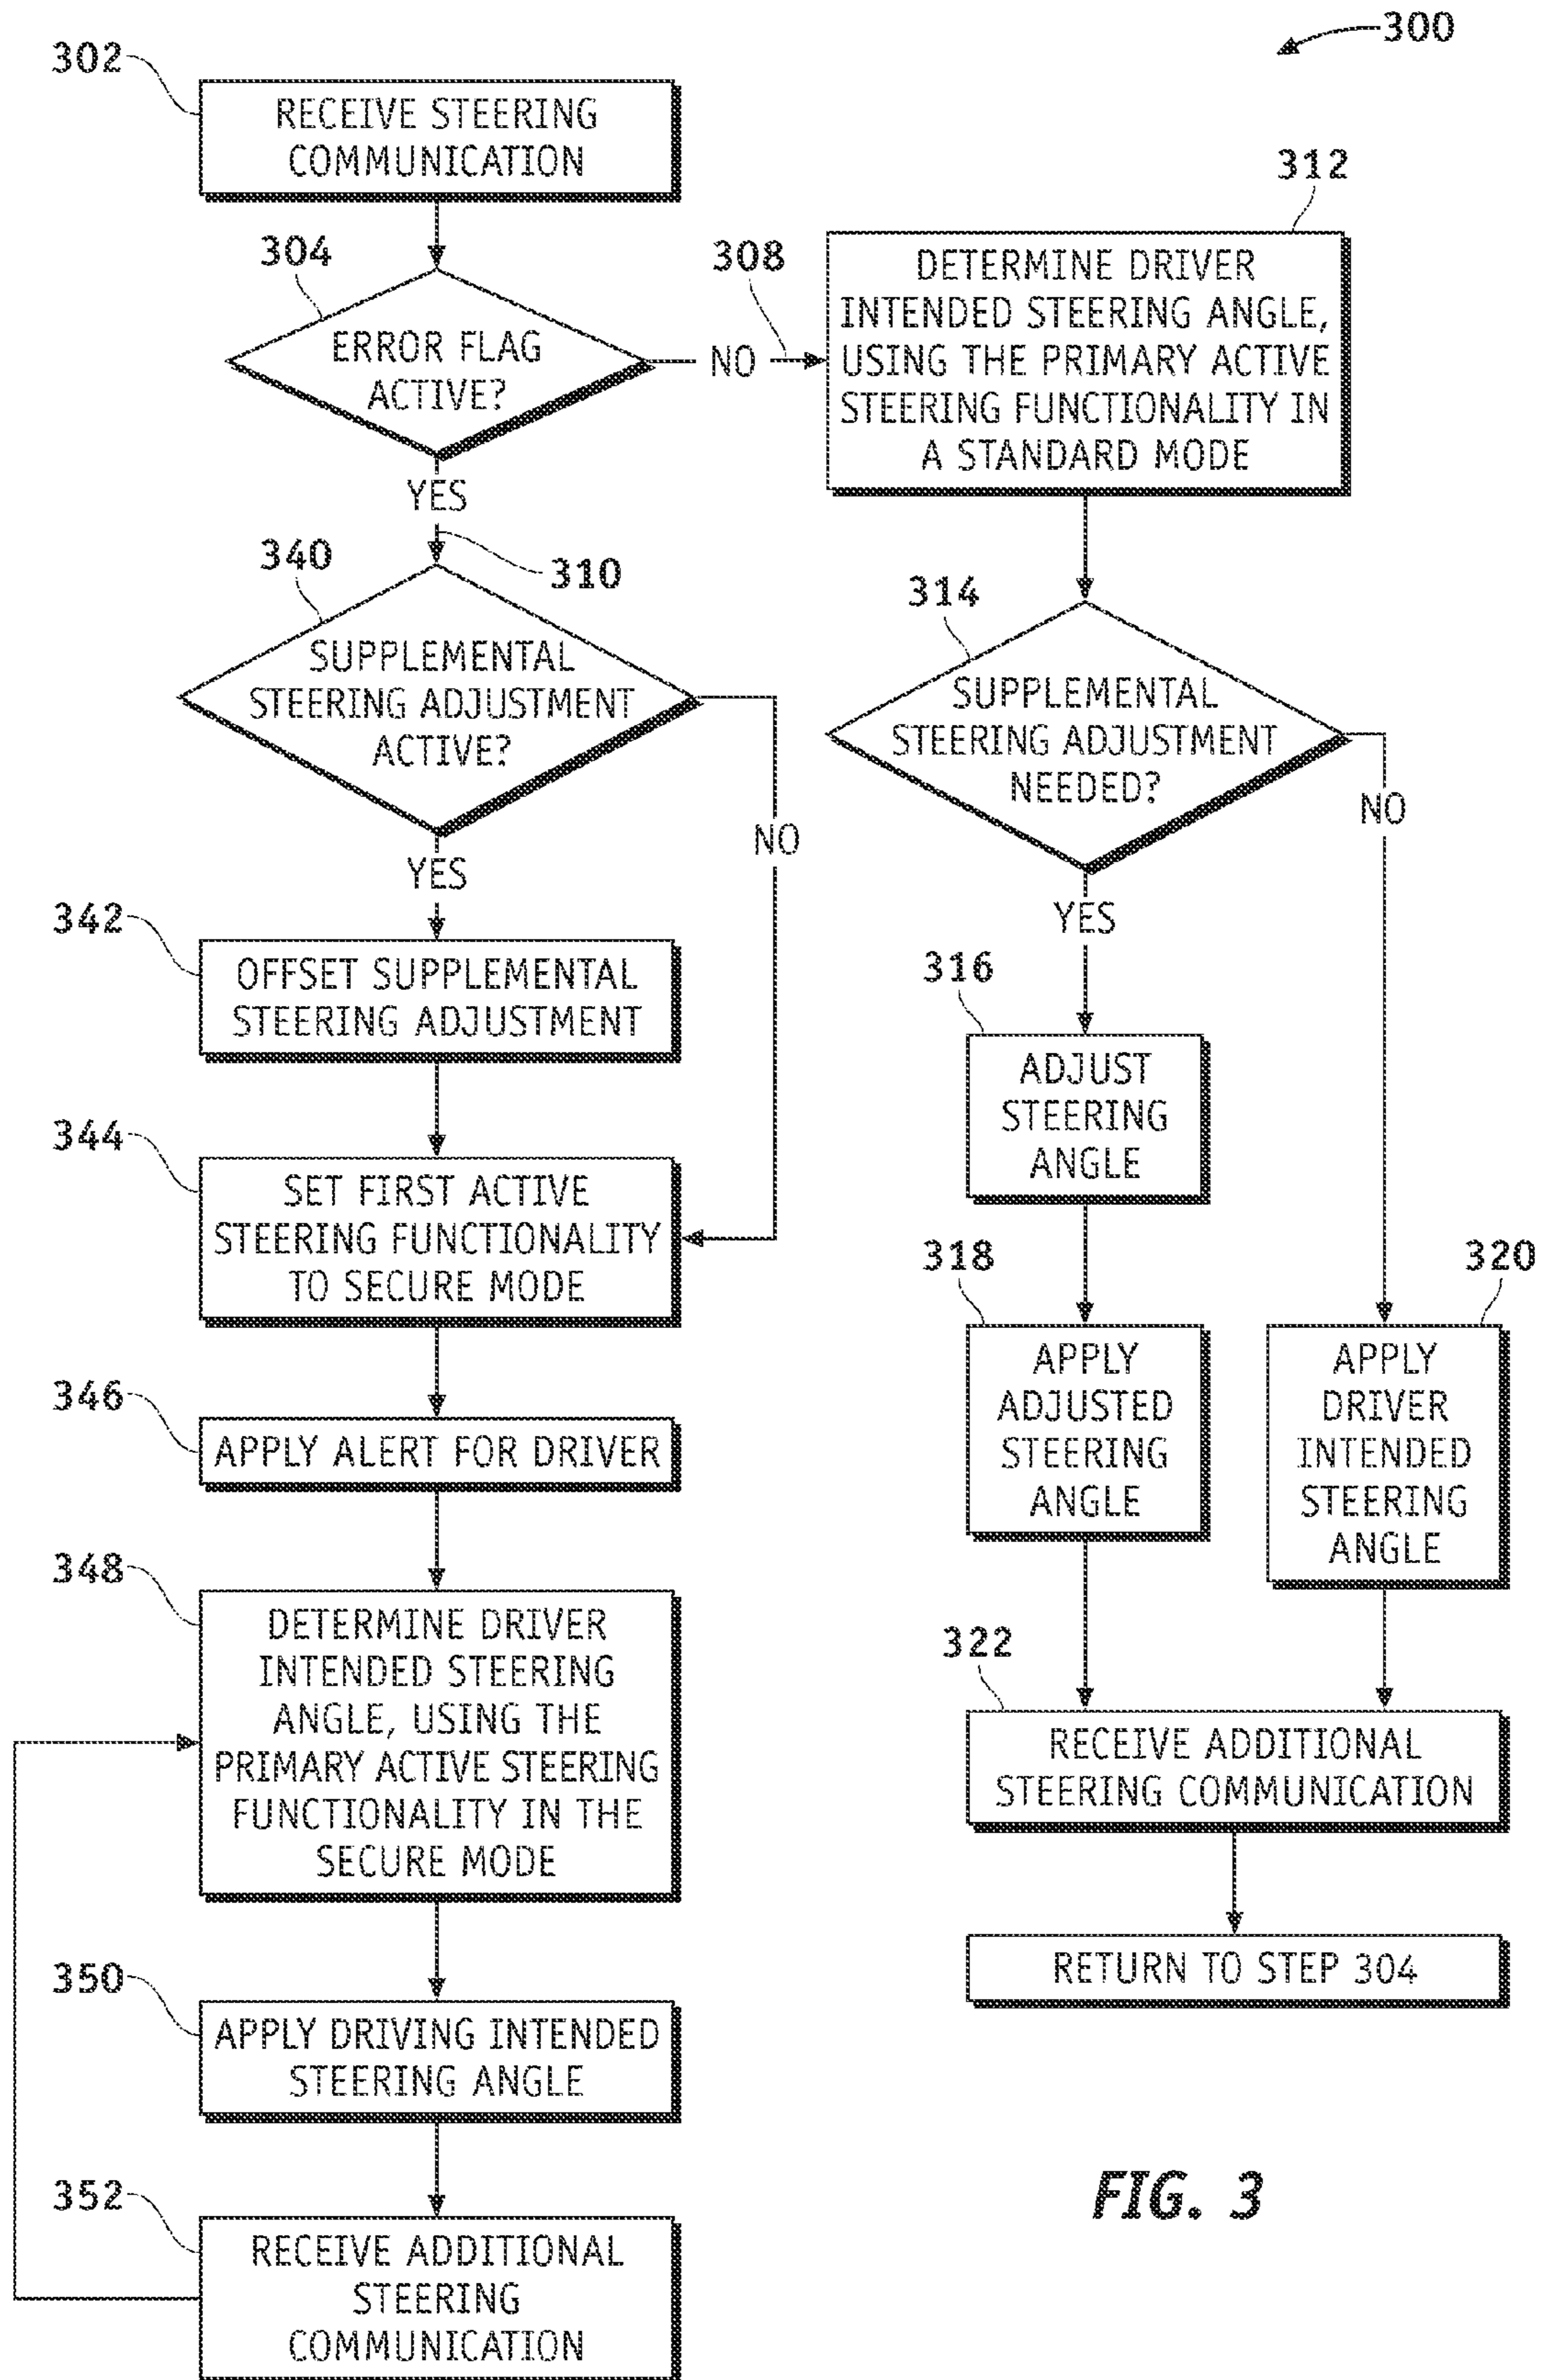 300
302
RECEIVE STEERING
COMMUNICATION
304
ERROR FLAG
ACTIVE?
NO
308
312
DETERMINE DRIVER
INTENDED STEERING ANGLE,
USING THE PRIMARY ACTIVE
STEERING FUNCTIONALITY IN
A STANDARD MODE
YES
310
340
SUPPLEMENTAL
STEERING ADJUSTMENT
ACTIVE?
NO
YES
342
OFFSET SUPPLEMENTAL
STEERING ADJUSTMENT
344
SET FIRST ACTIVE
STEERING FUNCTIONALITY
TO SECURE MODE
346
APPLY ALERT FOR DRIVER
348
DETERMINE DRIVER
INTENDED STEERING
ANGLE, USING THE
PRIMARY ACTIVE STEERING
FUNCTIONALITY IN THE
SECURE MODE
350
APPLY DRIVING INTENDED
STEERING ANGLE
352
RECEIVE ADDITIONAL
STEERING
COMMUNICATION
314
SUPPLEMENTAL
STEERING ADJUSTMENT
NEEDED?
NO
YES
316
ADJUST
STEERING
ANGLE
318
APPLY
ADJUSTED
STEERING
ANGLE
320
APPLY
DRIVER
INTENDED
STEERING
ANGLE
322
RECEIVE ADDITIONAL
STEERING COMMUNICATION
RETURN TO STEP 304
FIG. 3